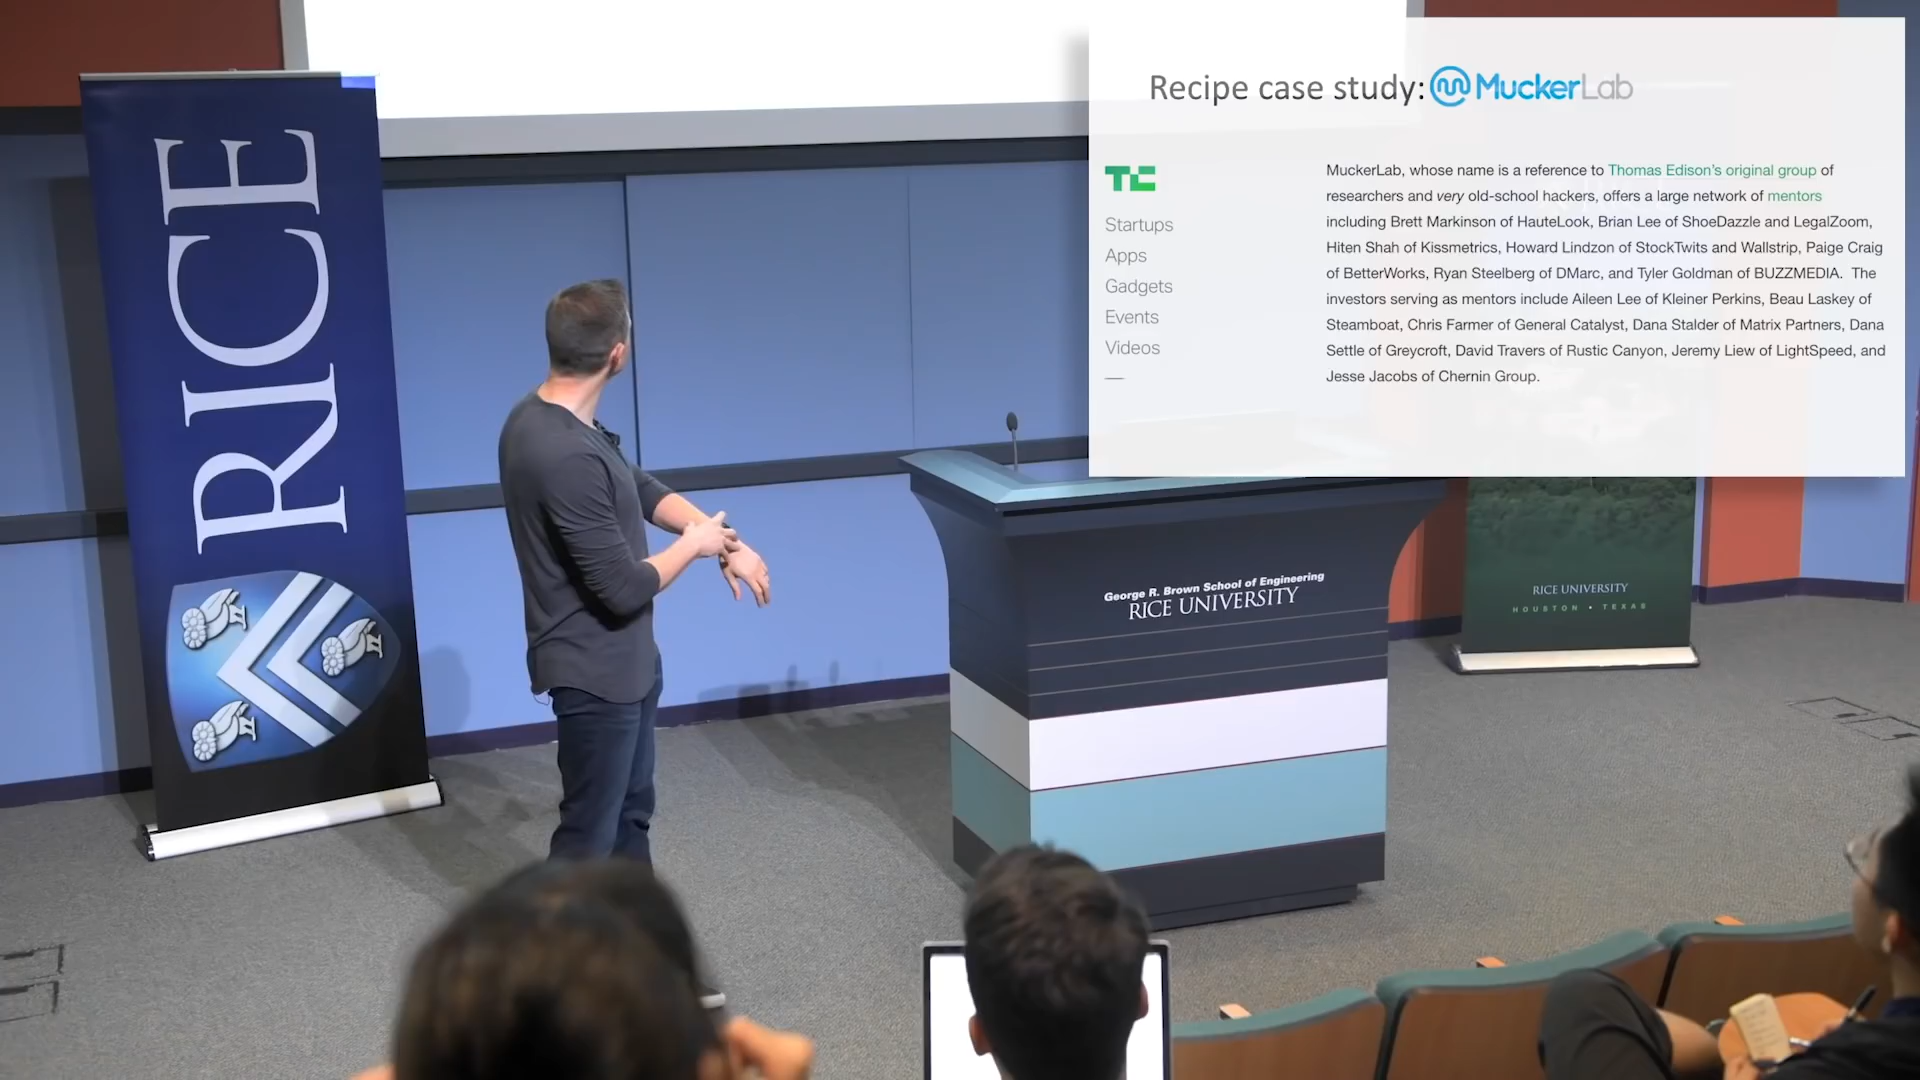 RICE
Recipe case study: MuckerLab
TC
Startups
Apps
Gadgets
Events
Videos
MuckerLab, whose name is a reference to Thomas Edison's original group of
researchers and very old-school hackers, offers a large network of mentors
including Brett Markinson of HauteLook, Brian Lee of ShoeDazzle and LegalZoom,
Hiten Shah of Kissmetrics, Howard Lindzon of StockTwits and Wallstrip, Paige Craig
of BetterWorks, Ryan Steelberg of DMarc, and Tyler Goldman of BUZZMEDIA. The
investors serving as mentors include Aileen Lee of Kleiner Perkins, Beau Laskey of
Steamboat, Chris Farmer of General Catalyst, Dana Stalder of Matrix Partners, Dana
Settle of Greycroft, David Travers of Rustic Canyon, Jeremy Liew of LightSpeed, and
Jesse Jacobs of Chernin Group.
George R. Brown School of Engineering
RICE UNIVERSITY
RICE UNIVERSITY
HOUSTON • TEXAS